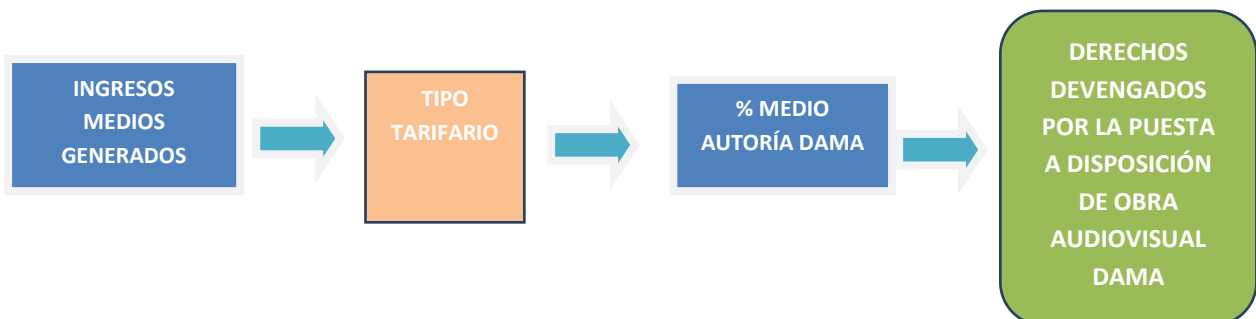 INGRESOS
MEDIOS
GENERADOS
TIPO
TARIFARIO
% MEDIO
AUTORÍA DAMA
DERECHOS
DEVENGADOS
POR LA PUESTA
A DISPOSICIÓN
DE OBRA
AUDIOVISUAL
DAMA